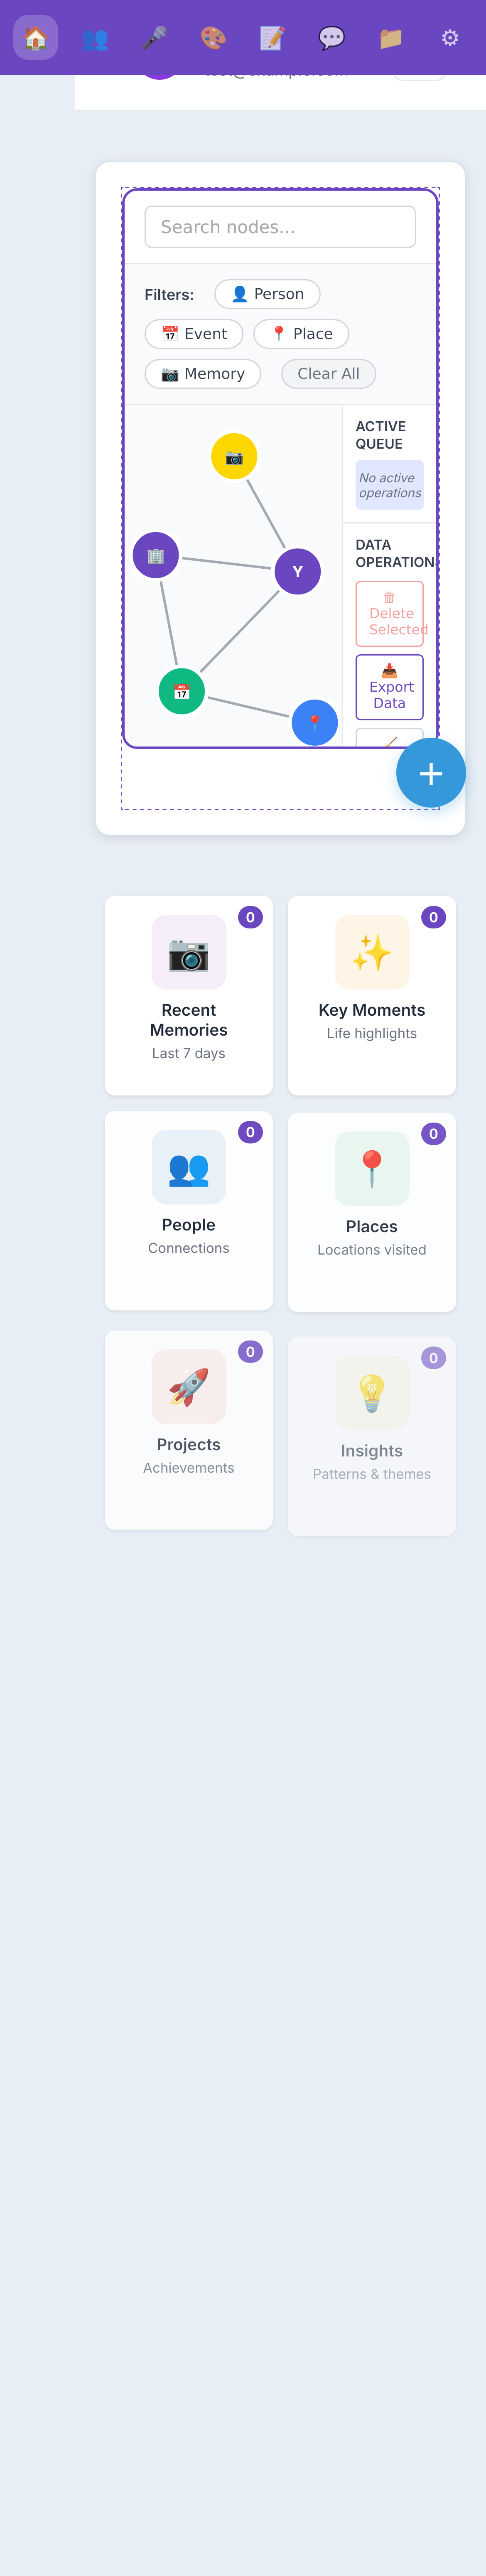 Search nodes...
Filters:
Person
Event
Place
Memory
Clear All
ACTIVE
QUEUE
No active
operations
DATA
OPERATIONS
Delete
Selected
Export
Data
Y
+
0
Recent
Memories
Last 7 days
0
Key Moments
Life highlights
0
People
Connections
0
Places
Locations visited
0
Projects
Achievements
0
Insights
Patterns & themes